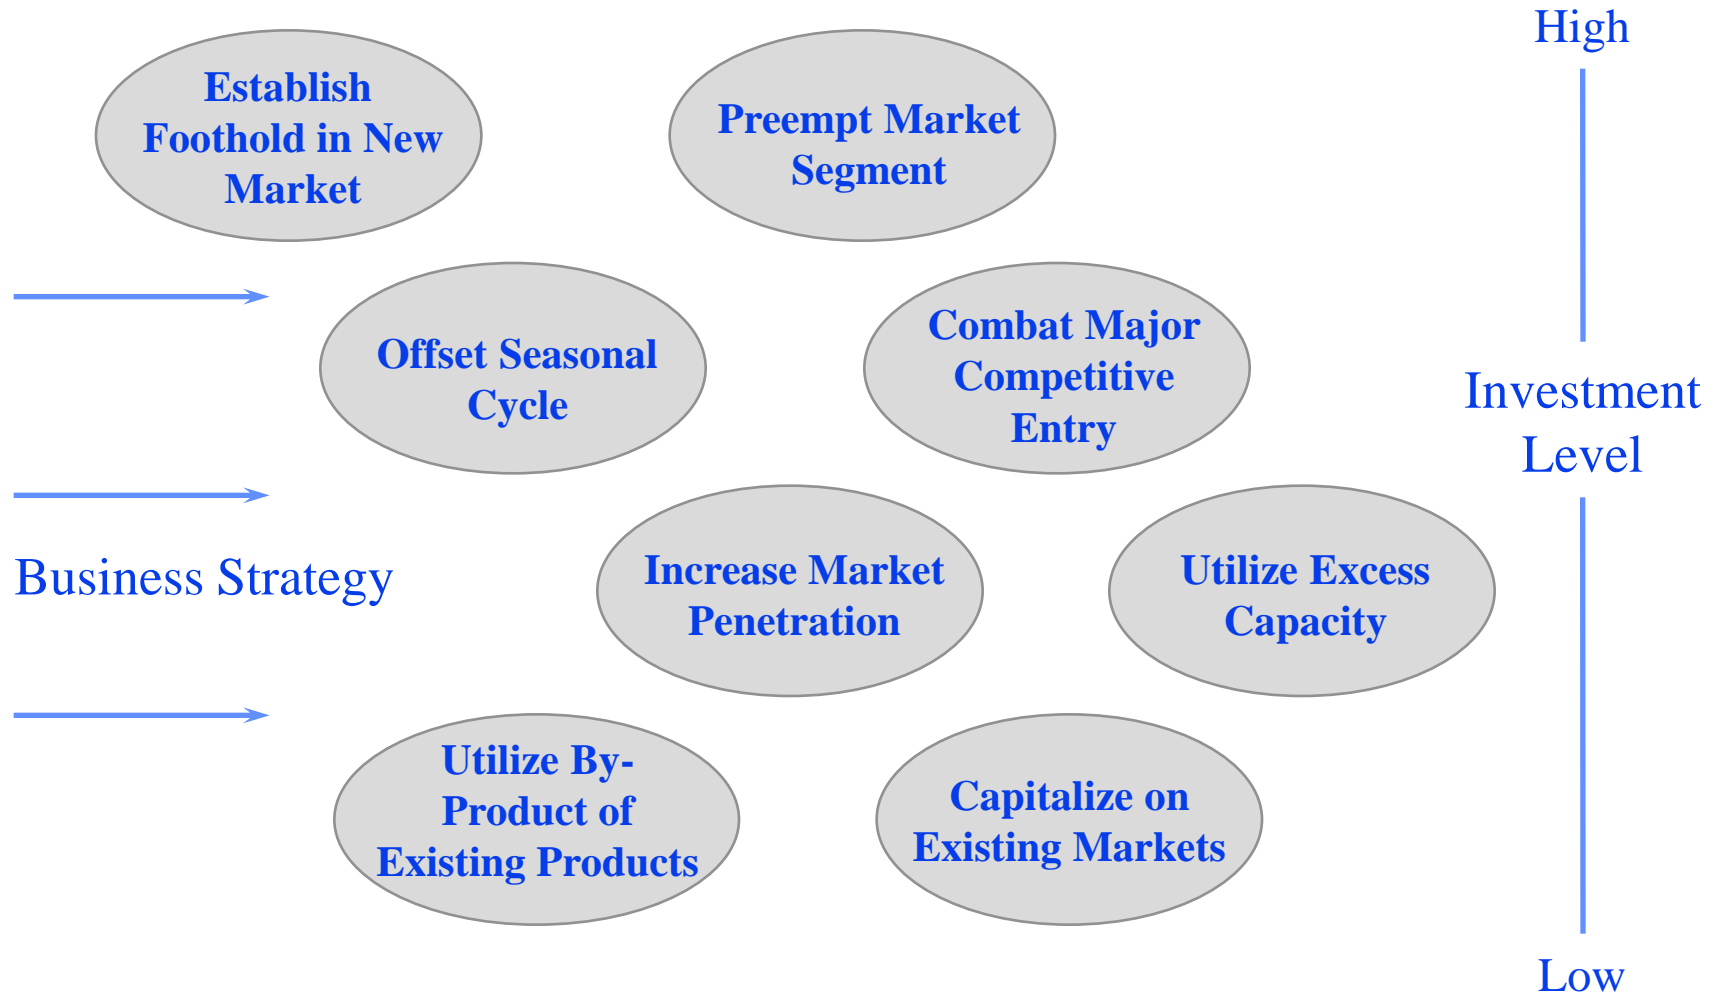 High
Establish
Foothold in New
Market
Preempt Market
Segment
Offset Seasonal
Cycle
Combat Major
Competitive
Entry
Investment
Level
Business Strategy
Increase Market
Penetration
Utilize Excess
Capacity
Utilize By-
Product of
Existing Products
Capitalize on
Existing Markets
Low